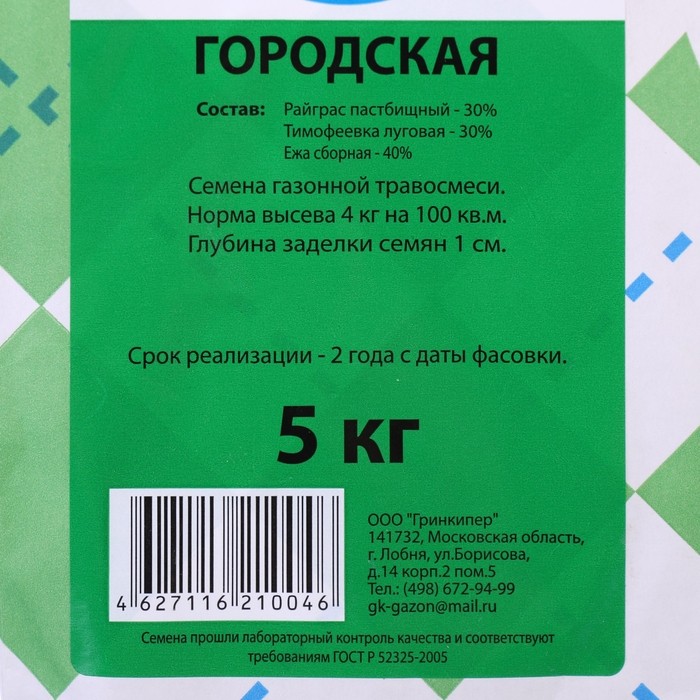 ГОРОДСКАЯ
Состав: Райграс пастбищный - 30%
Тимофеевка луговая - 30%
Ежа сборная - 40%
Семена газонной травосмеси.
Норма высева 4 кг на 100 кв.м.
Глубина заделки семян 1 см.
Срок реализации - 2 года с даты фасовки.
5 кг
ООО "Гринкипер"
141732, Московская область,
г. Лобня, ул.Борисова,
д.14 корп.2 пом.5
Тел.: (498) 672-94-99
gk-gazon@mail.ru
4 627116 210046
Семена прошли лабораторный контроль качества и соответствуют
требованиям ГОСТ Р 52325-2005